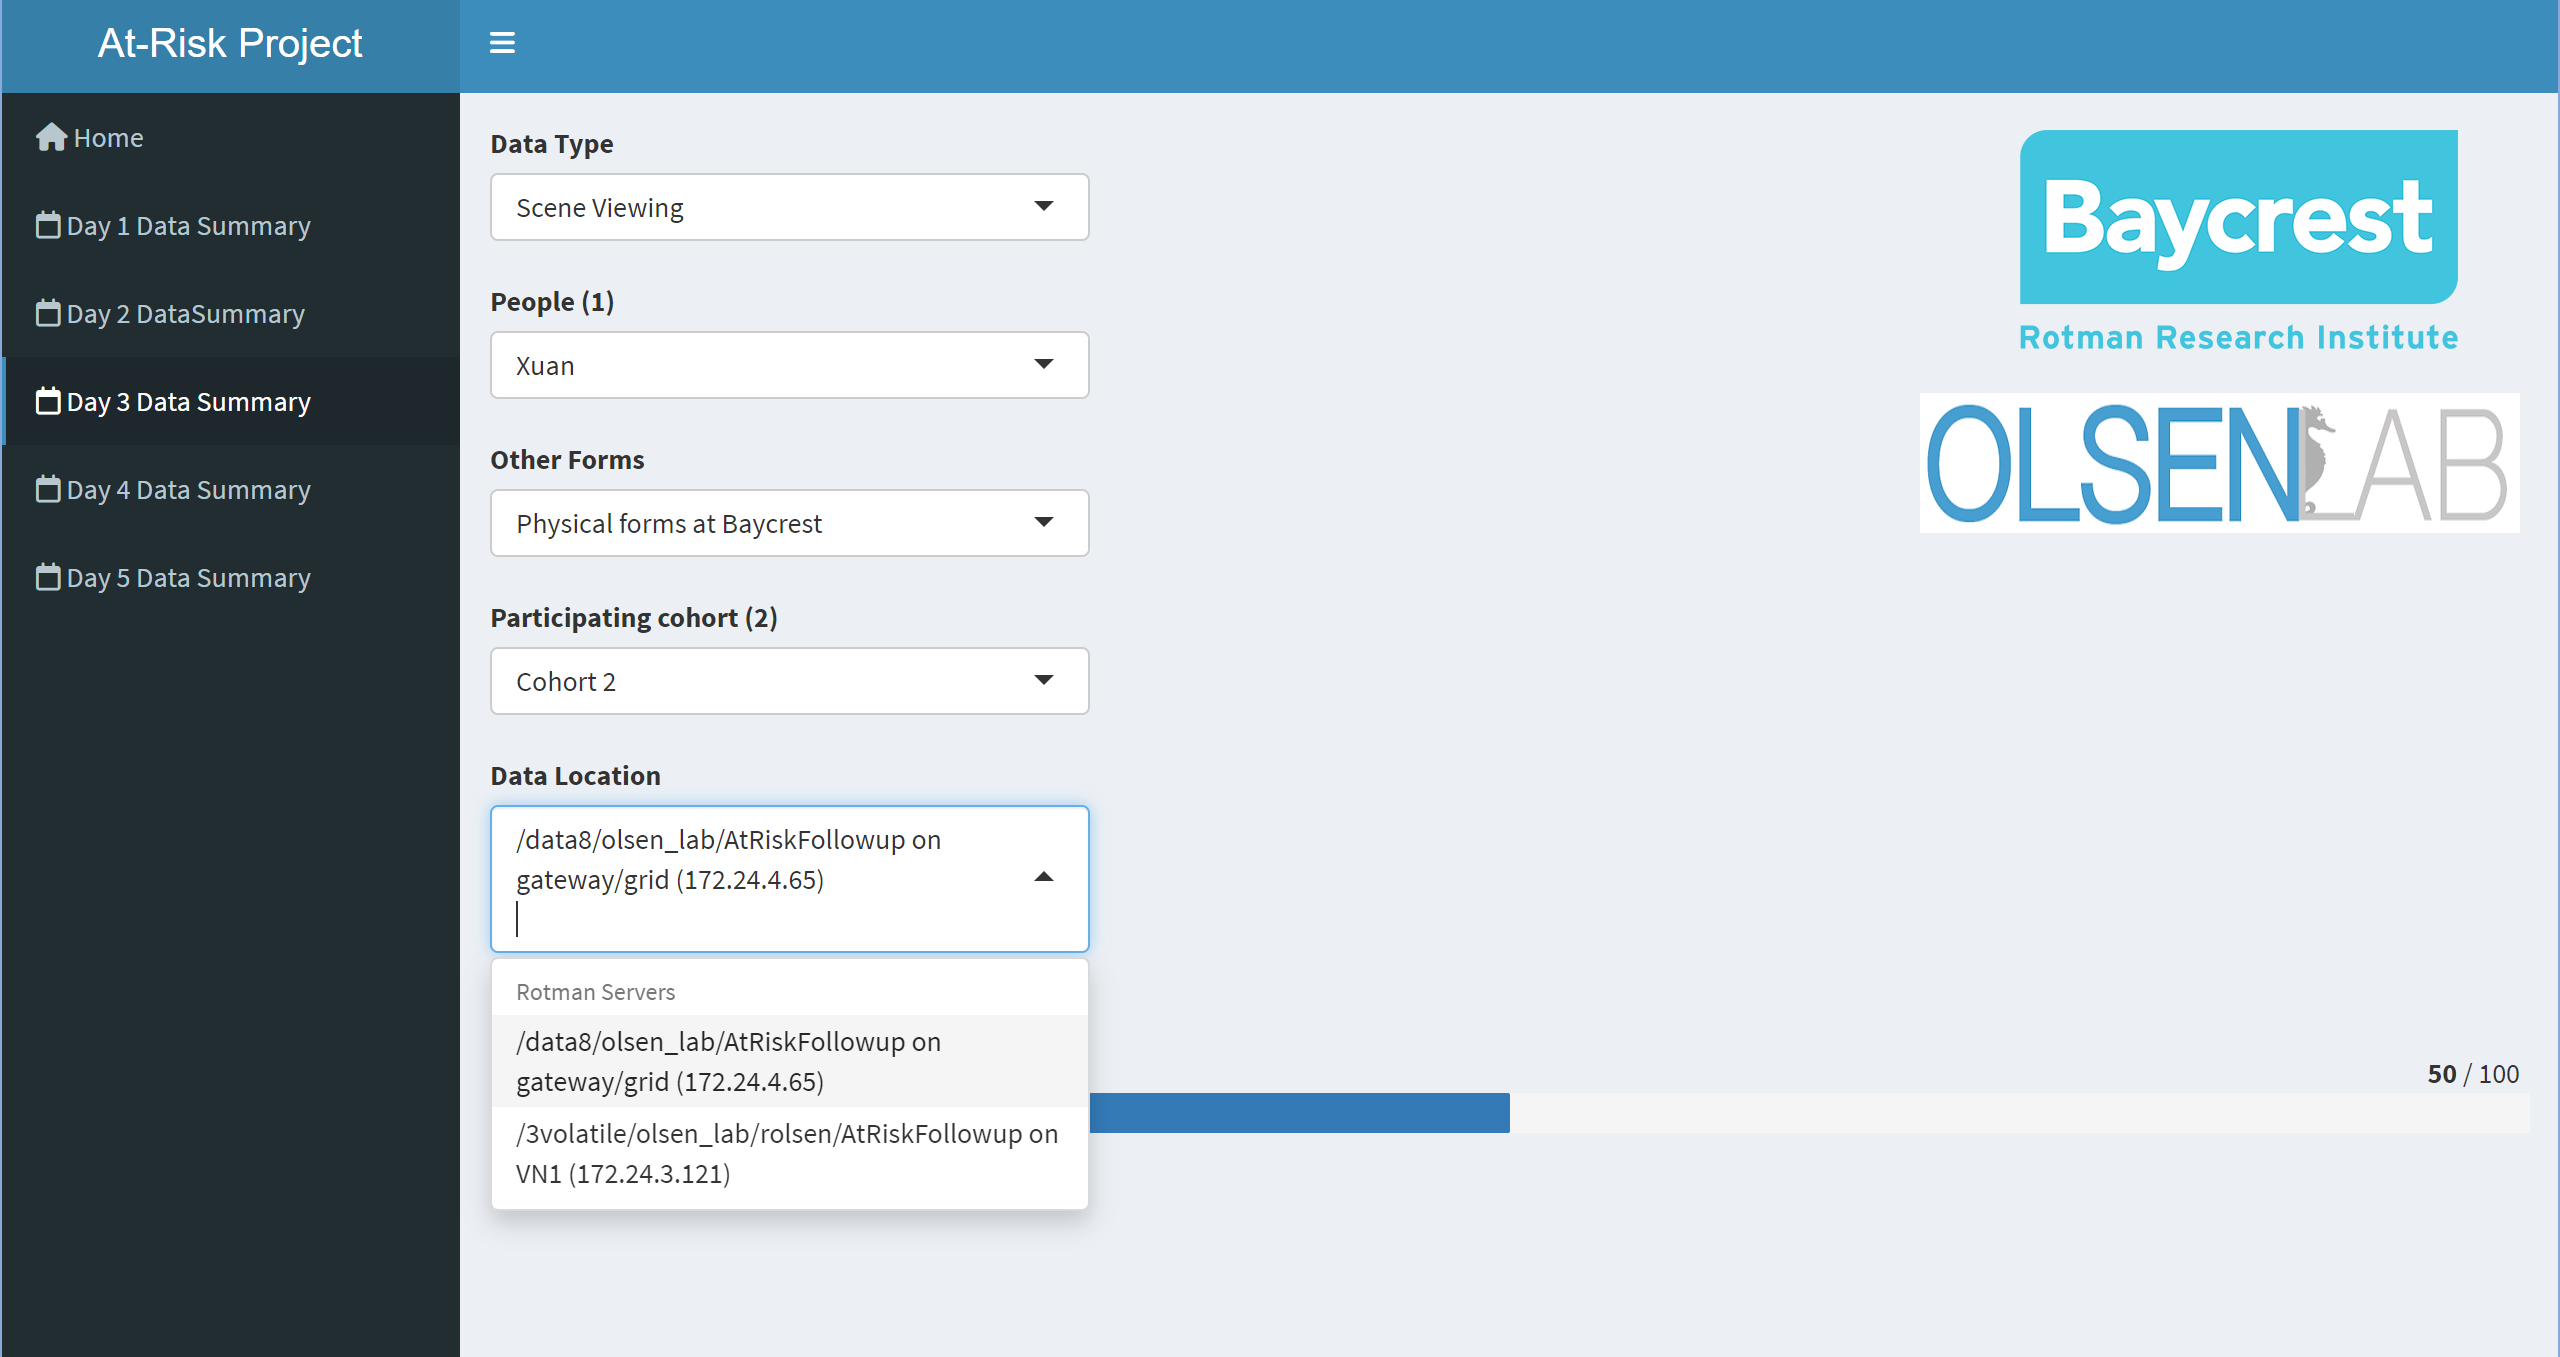 At-Risk Project
Home
Day 1 Data Summary
Day 2 DataSummary
Day 3 Data Summary
Day 4 Data Summary
Day 5 Data Summary
Data Type
Scene Viewing
People (1)
Xuan
Other Forms
Physical forms at Baycrest
Participating cohort (2)
Cohort 2
Data Location
/data8/olsen_lab/AtRiskFollowup on
gateway/grid (172.24.4.65)
Rotman Servers
/data8/olsen_lab/AtRiskFollowup on
gateway/grid (172.24.4.65)
/3volatile/olsen_lab/rolsen/AtRiskFollowup on
VN1 (172.24.3.121)
Baycrest
Rotman Research Institute
OLSENLAB
50 / 100